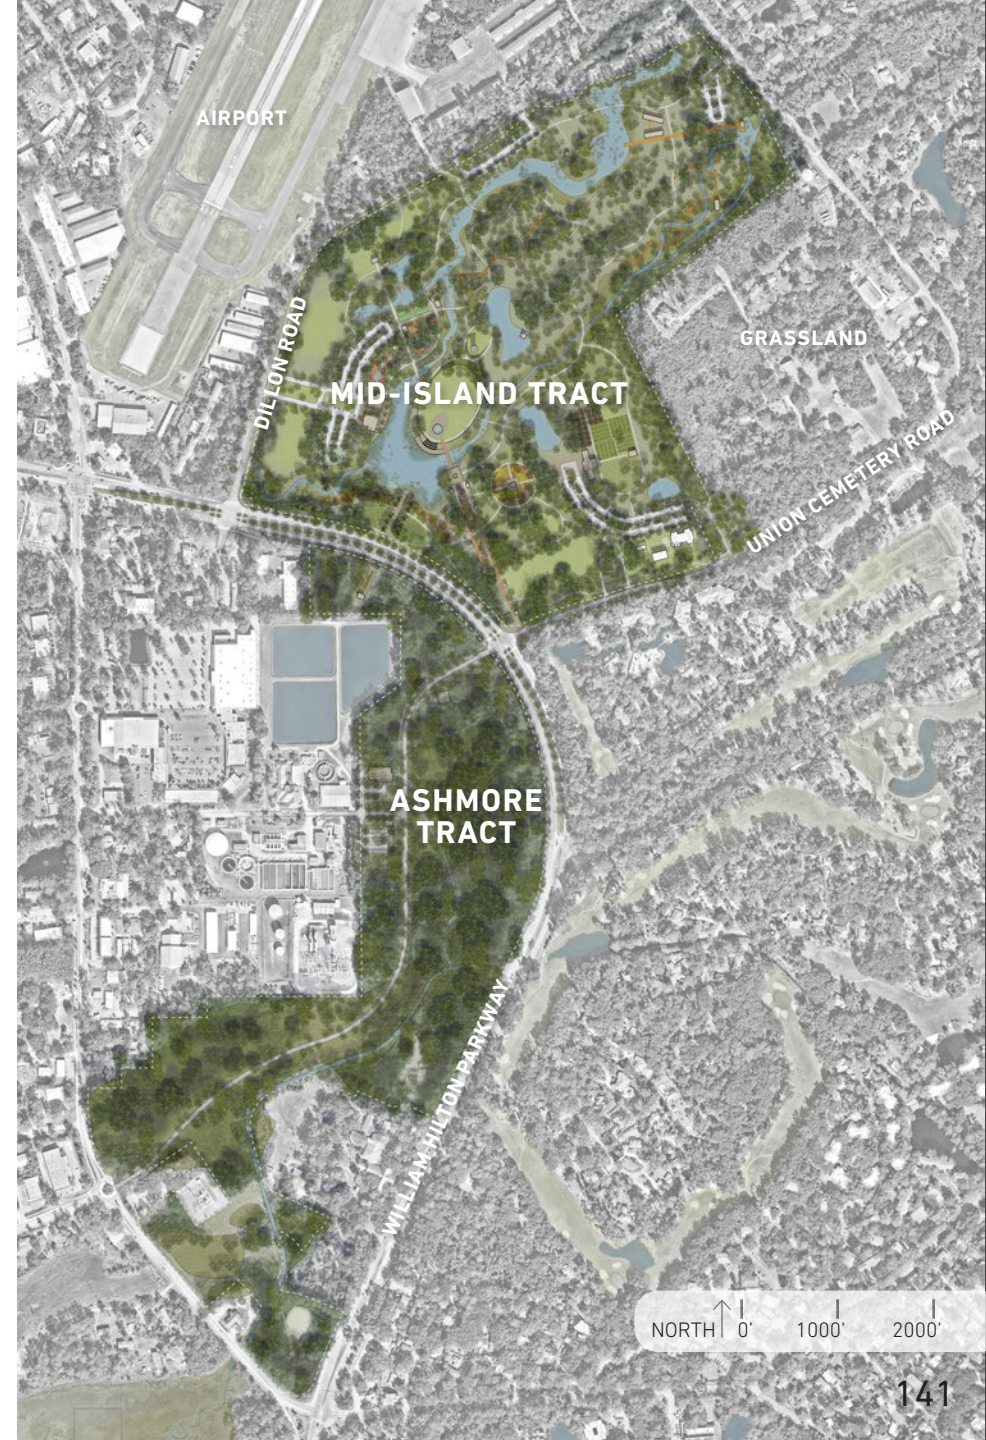 AIRPORT
DILLON ROAD
GRASSLAND
MID-ISLAND TRACT
UNION CEMETERY ROAD
ASHMORE
TRACT
WILLIAM HILTON PARKWAY
NORTH 0' 1000' 2000'
141